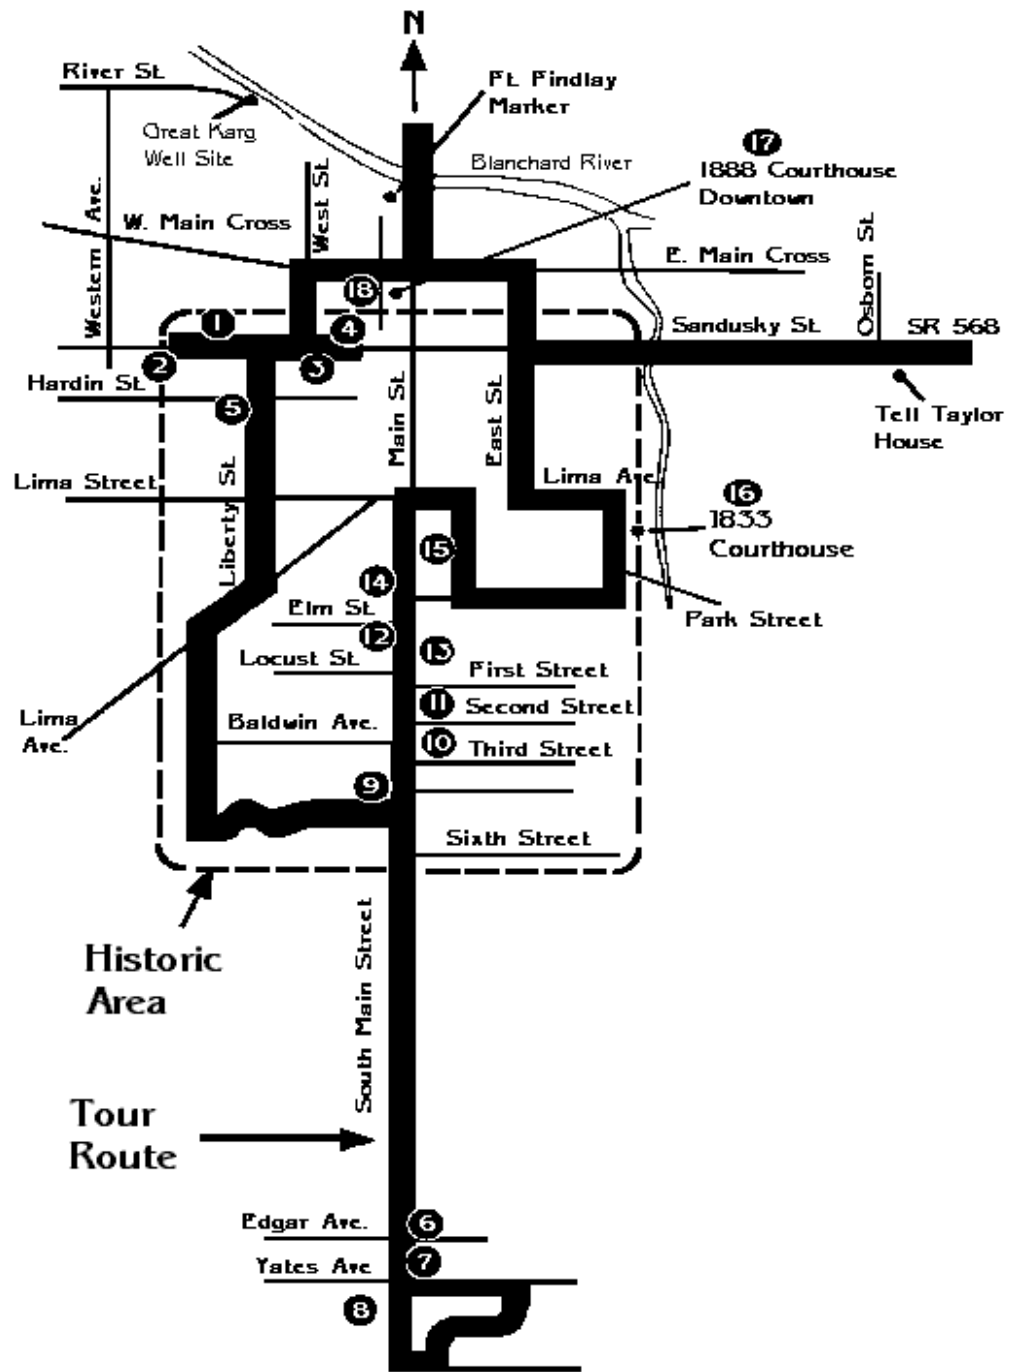 N
River St.
Ft. Findlay
Marker
Great Karg
Well Site
17
Blanchard River
1888 Courthouse
Downtown
West St.
Western Ave.
W. Main Cross
E. Main Cross
Osborn St.
18
1
4
Sandusky St.
SR 568
2
3
Hardin St.
5
Main St.
East St.
Tell Taylor
House
Lima Street
Liberty St.
Lima Ave.
16
1833
Courthouse
15
14
Elm St.
Park Street
12
13
Locust St.
First Street
11
Second Street
Lima
Ave.
Baldwin Ave.
10
Third Street
9
Sixth Street
Historic
Area
South Main Street
Tour
Route
Edgar Ave.
6
Yates Ave
7
8